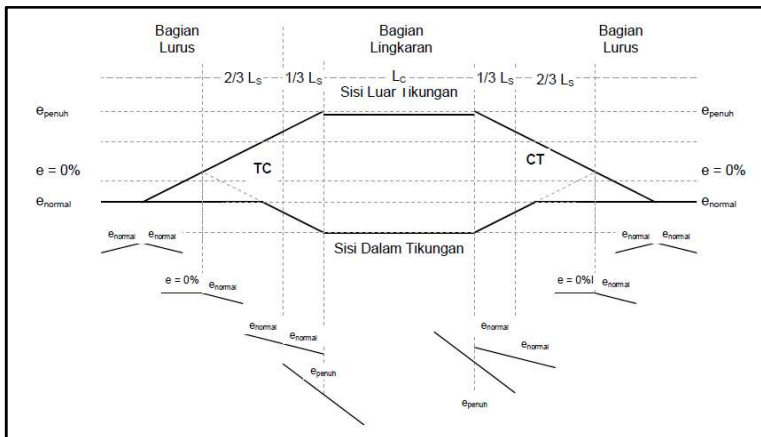 Bagian Lurus
Bagian Lingkaran
Bagian Lurus
2/3 LS
1/3 LS
LC
1/3 LS
2/3 LS
Sisi Luar Tikungan
epenuh
epenuh
TC
CT
e = 0%
e = 0%
enormal
enormal
enormal
enormal
Sisi Dalam Tikungan
enormal
enormal
e = 0%
enormal
e = 0%
enormal
enormal
enormal
enormal
enormal
epenuh
epenuh